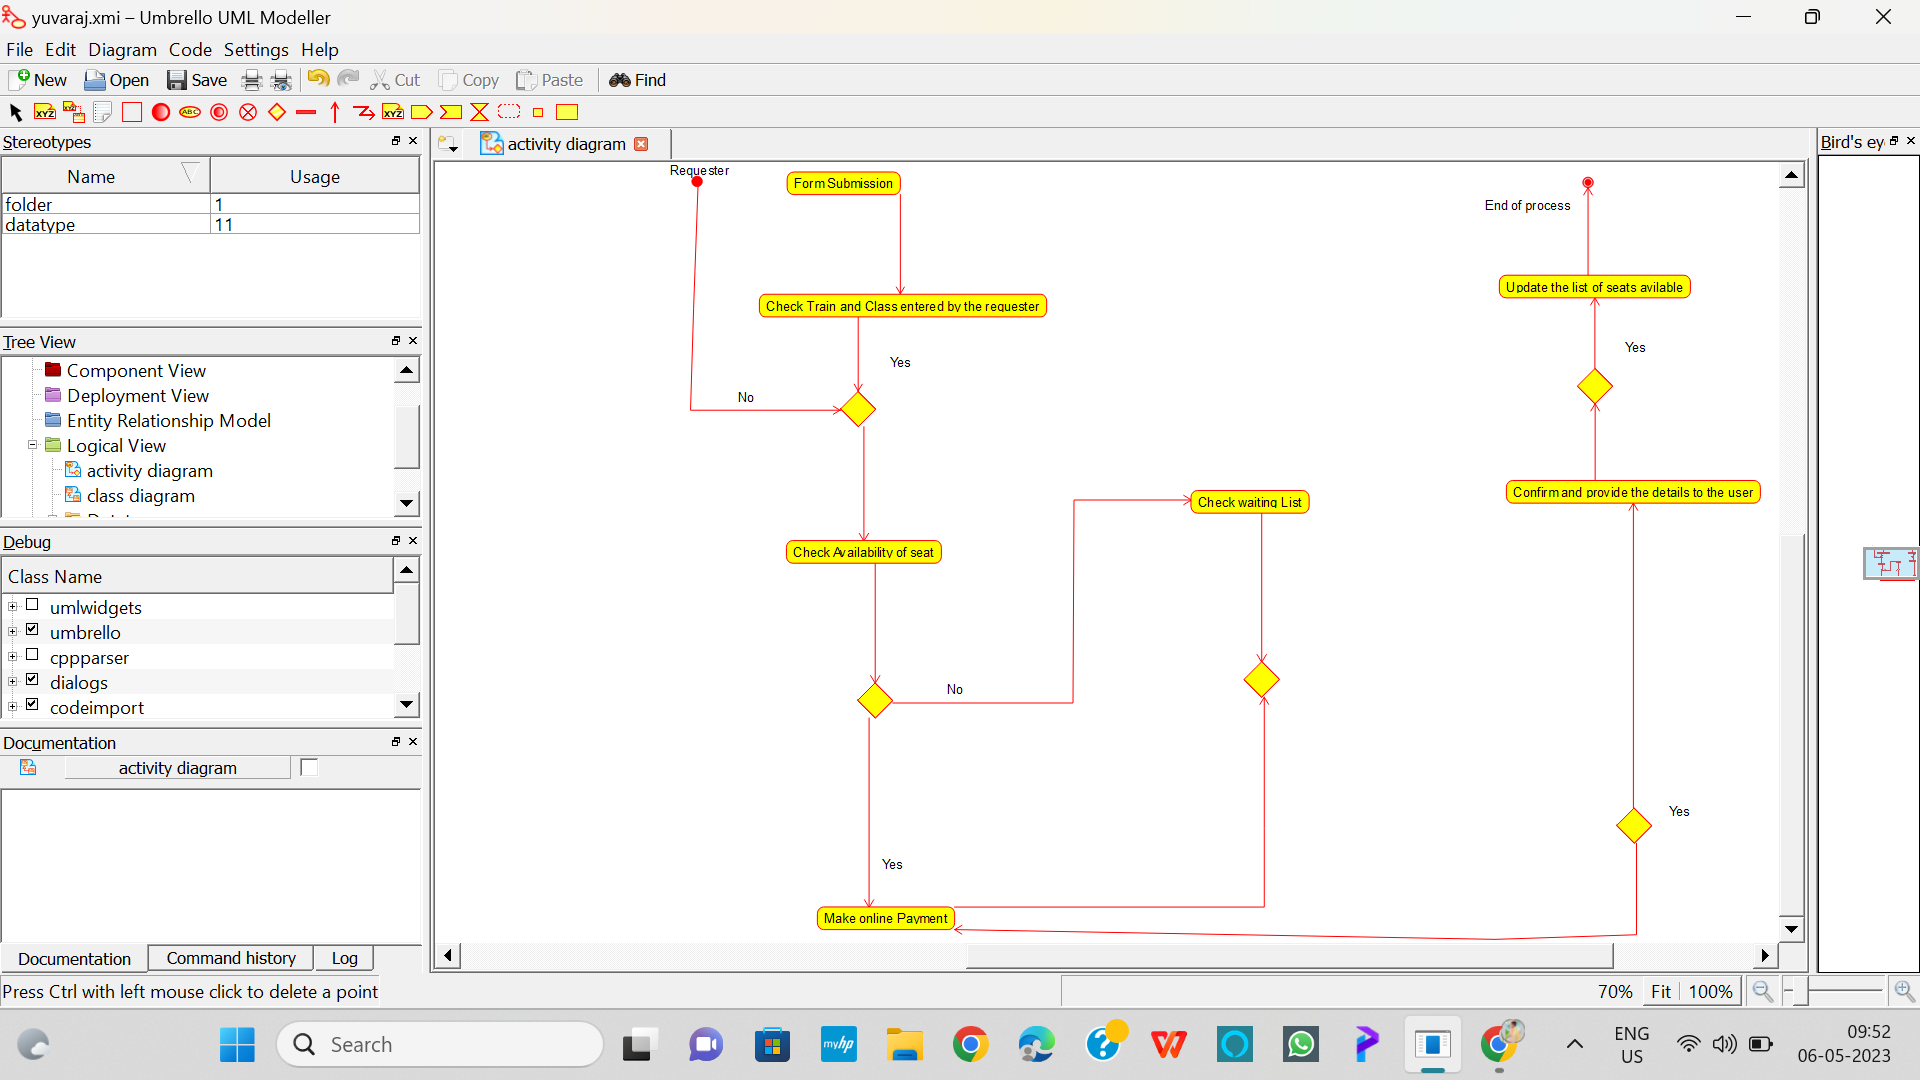 yuvaraj.xmi – Umbrello UML Modeller
File Edit Diagram Code Settings Help
New Open Save Cut Copy Paste Find
XYZ XYZ ABC XYZ
Stereotypes
Name Usage
folder 1
datatype 11
Tree View
Component View
Deployment View
Entity Relationship Model
Logical View
activity diagram
class diagram
Debug
Class Name
umlwidgets
umbrello
cppparser
dialogs
codeimport
Documentation
activity diagram
Documentation Command history Log
Press Ctrl with left mouse click to delete a point
activity diagram
Requester
Form Submission
End of process
Update the list of seats avilable
Check Train and Class entered by the requester
Yes
Yes
No
Confirm and provide the details to the user
Check waiting List
Check Availability of seat
No
Yes
Yes
Make online Payment
Bird's ey
70% Fit 100%
Search
myhp
ENG
US
09:52
06-05-2023